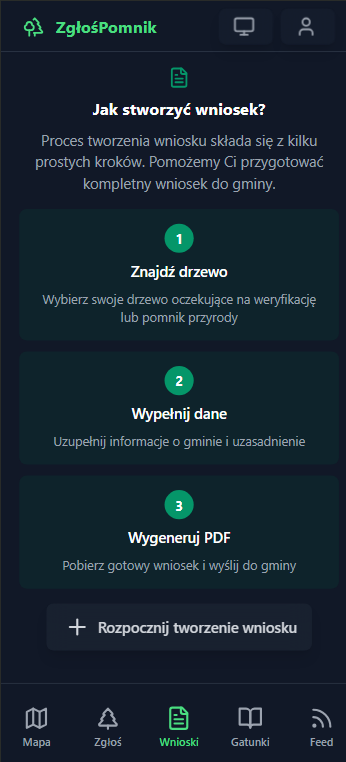 ZgłośPomnik
Jak stworzyć wniosek?
Proces tworzenia wniosku składa się z kilku
prostych kroków. Pomożemy Ci przygotować
kompletny wniosek do gminy.
1
Znajdź drzewo
Wybierz swoje drzewo oczekujące na weryfikację
lub pomnik przyrody
2
Wypełnij dane
Uzupełnij informacje o gminie i uzasadnienie
3
Wygeneruj PDF
Pobierz gotowy wniosek i wyślij do gminy
Rozpocznij tworzenie wniosku
Mapa Zgłoś Wnioski Gatunki Feed